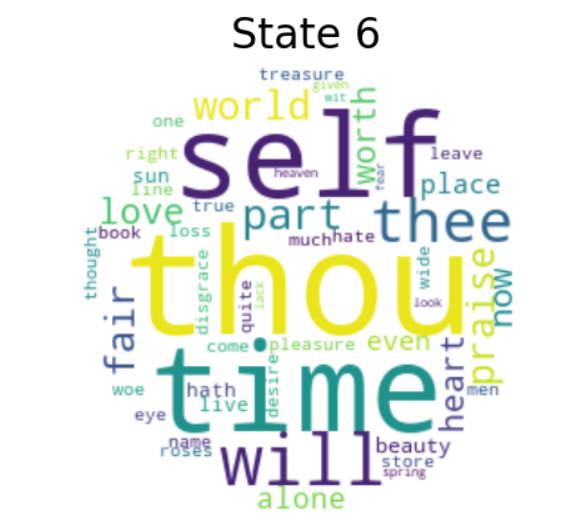 State 6
treasure
given
world wit
one
self worth
right heaven fear leave
sun place
line
love true part thee
book loss much hate
thought
thou wide
disgrace quite lack look praise now
fair
time come pleasure even
heart
woe hath desire men
live
eye
name will beauty
roses store
spring
alone